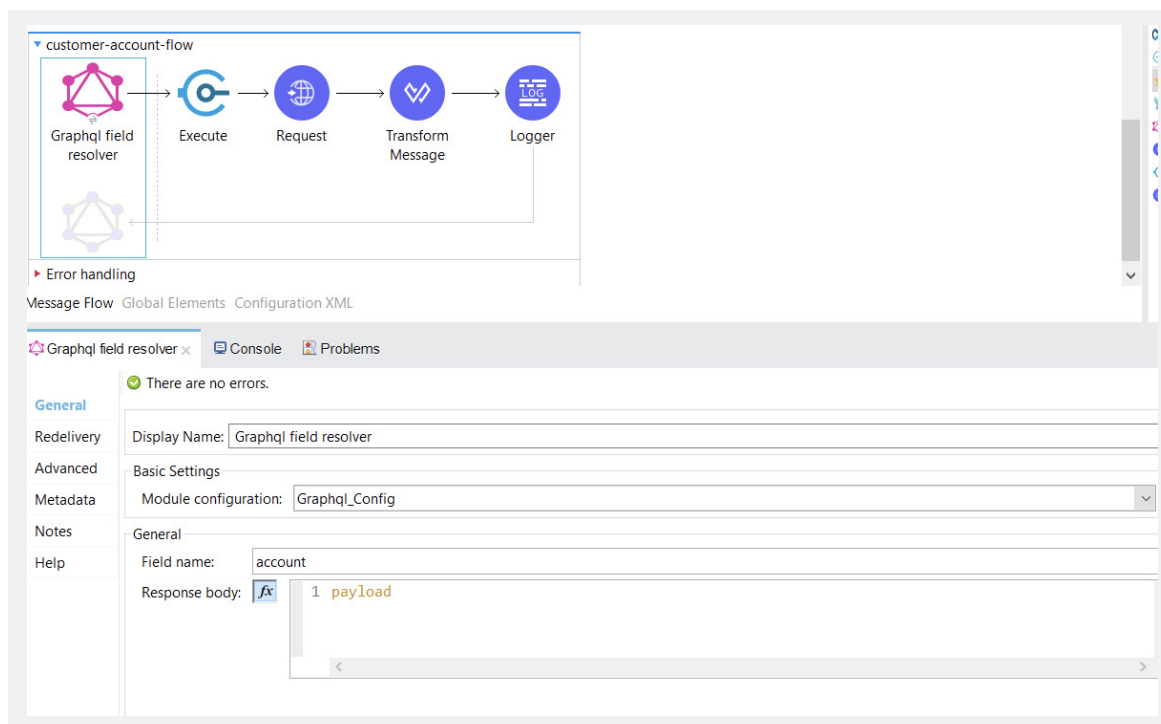 customer-account-flow
Graphql field
resolver
Execute
Request
Transform
Message
LOG
Logger
Error handling
Message Flow Global Elements Configuration XML
Graphql field resolver Console Problems
There are no errors.
General
Redelivery
Advanced
Metadata
Notes
Help
Display Name: Graphql field resolver
Basic Settings
Module configuration: Graphql_Config
General
Field name: account
Response body: fx 1 payload